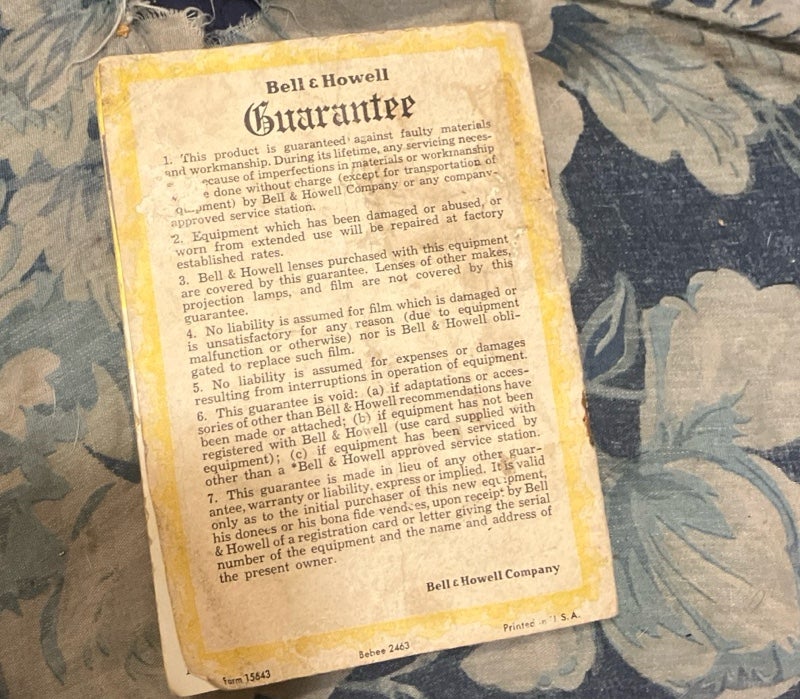 Bell & Howell
Guarantee
1. This product is guaranteed against faulty materials
and workmanship. During its lifetime, any servicing neces-
because of imperfections in materials or workmanship
done without charge (except for transportation of
equipment) by Bell & Howell Company or any company-
approved service station.
2. Equipment which has been damaged or abused, or
worn from extended use will be repaired at factory
established rates.
3. Bell & Howell lenses purchased with this equipment
are covered by this guarantee. Lenses of other makes,
projection lamps, and film are not covered by this
guarantee.
4. No liability is assumed for film which is damaged or
is unsatisfactory for any reason (due to equipment
malfunction or otherwise) nor is Bell & Howell obli-
gated to replace such film.
5. No liability is assumed for expenses or damages
resulting from interruptions in operation of equipment.
6. This guarantee is void: (a) if adaptations or acces-
sories of other than Bell & Howell recommendations have
been made or attached; (b) if equipment has not been
registered with Bell & Howell (use card supplied with
equipment); (c) if equipment has been serviced by
other than a *Bell & Howell approved service station.
7. This guarantee is made in lieu of any other guar-
antee, warranty or liability, express or implied. It is valid
only as to the initial purchaser of this new equipment,
his donees or his bona fide vendees, upon receipt by Bell
& Howell of a registration card or letter giving the serial
number of the equipment and the name and address of
the present owner.
Bell & Howell Company
Form 15643
Behee 2463
Printed in U S. A.